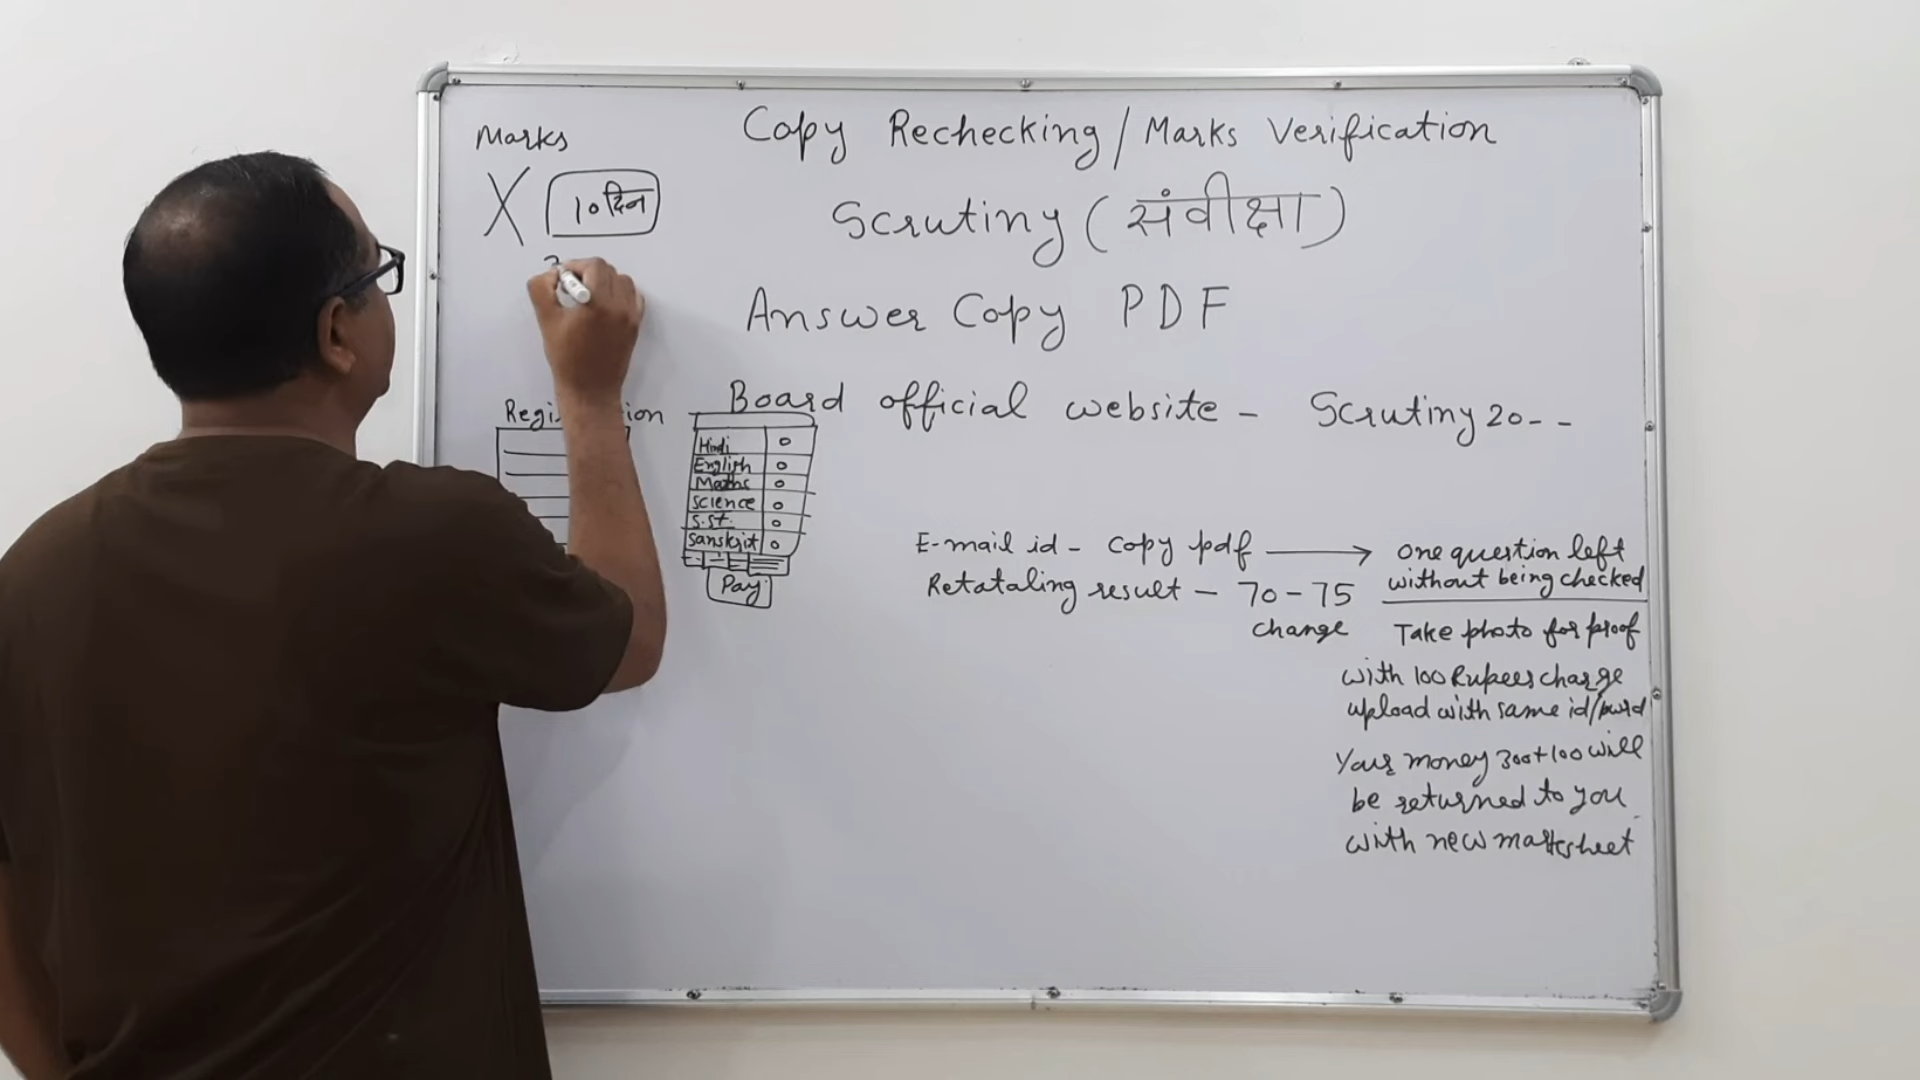 Marks
Copy Rechecking / Marks Verification
X
१० दिन
Scrutiny (संवीक्षा)
Answer Copy PDF
Board official website - Scrutiny 20--
Hindi
English
Maths
Science
S.St.
Sanskrit
Pay
E-mail id - copy pdf → one question left
without being checked
Retataling result - 70-75
change
Take photo for proof
with 100 Rupees charge
upload with same id/pwrd
Your money 300+100 will
be returned to you
with new marksheet